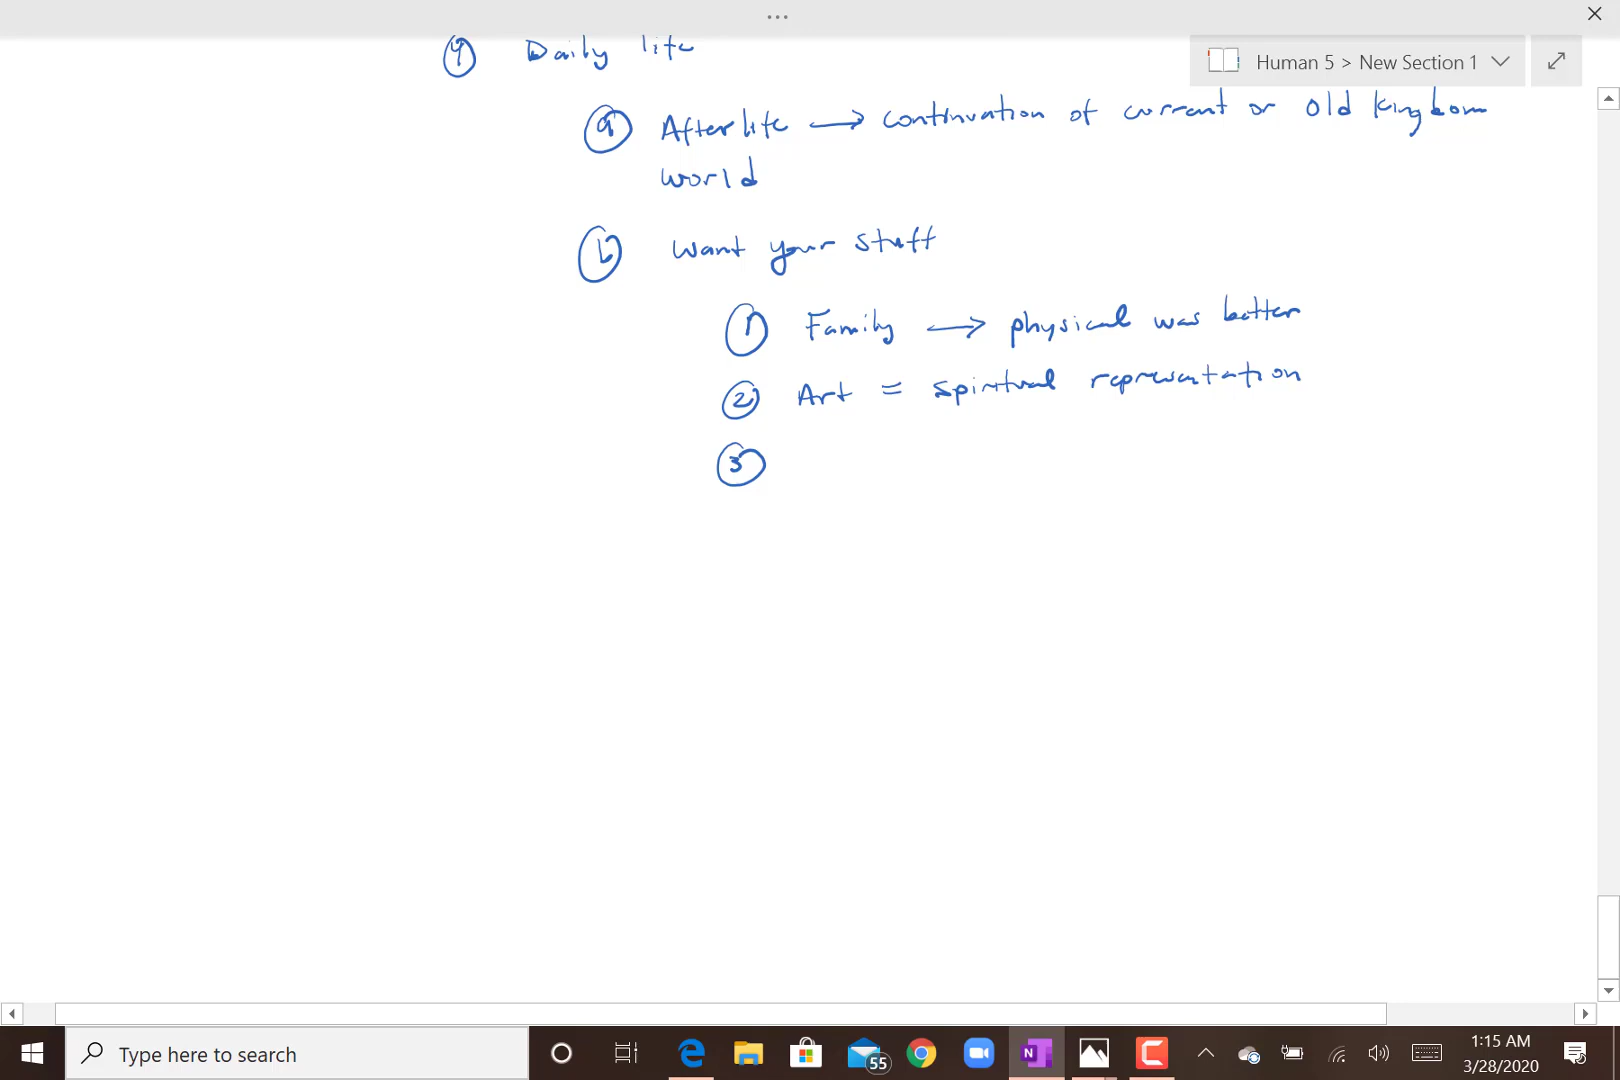 Human 5 > New Section 1
④ Daily life
ⓐ Afterlife → continuation of current or old kingdom
world
ⓑ Want your stuff
① Family → physical was better
② Art = spiritual representation
③
Type here to search
55
1:15 AM
3/28/2020